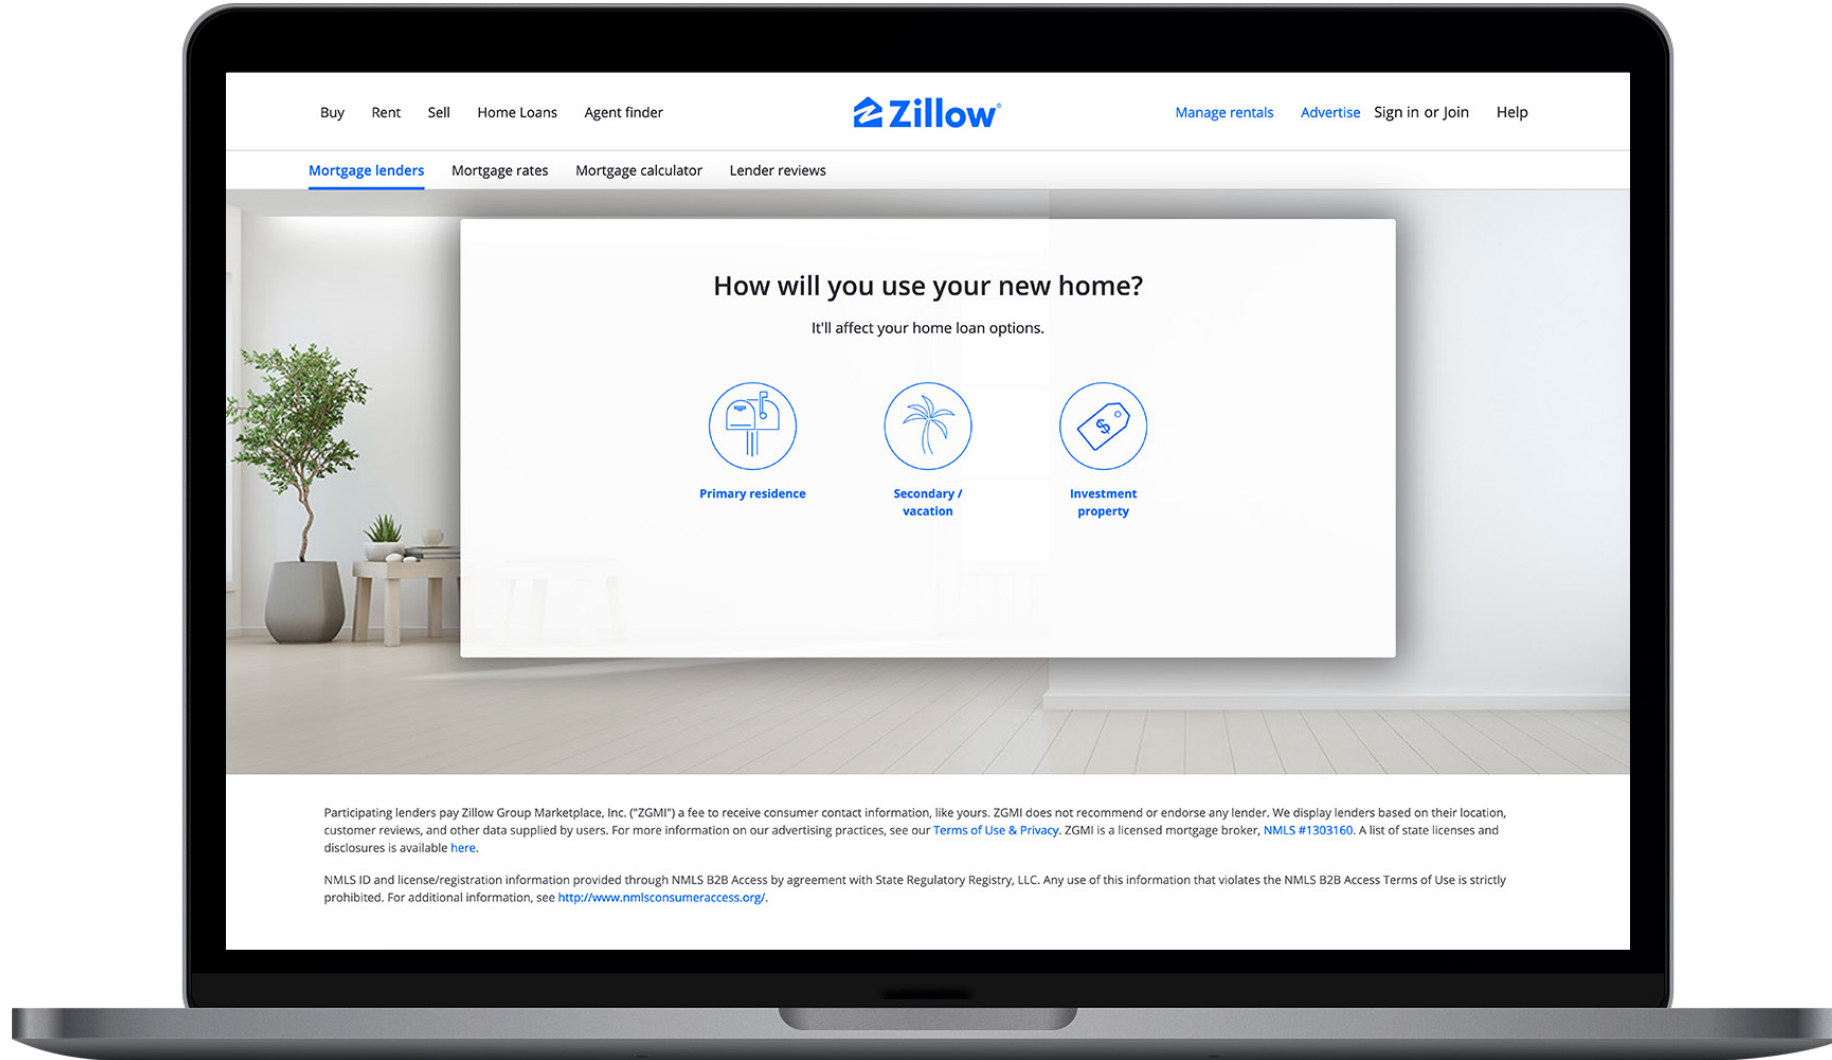 Buy Rent Sell Home Loans Agent finder Zillow® Manage rentals Advertise Sign in or Join Help
Mortgage lenders Mortgage rates Mortgage calculator Lender reviews
How will you use your new home?
It'll affect your home loan options.
$
Primary residence
Secondary /
vacation
Investment
property
Participating lenders pay Zillow Group Marketplace, Inc. ("ZGMI") a fee to receive consumer contact information, like yours. ZGMI does not recommend or endorse any lender. We display lenders based on their location,
customer reviews, and other data supplied by users. For more information on our advertising practices, see our Terms of Use & Privacy. ZGMI is a licensed mortgage broker, NMLS #1303160. A list of state licenses and
disclosures is available here.
NMLS ID and license/registration information provided through NMLS B2B Access by agreement with State Regulatory Registry, LLC. Any use of this information that violates the NMLS B2B Access Terms of Use is strictly
prohibited. For additional information, see http://www.nmlsconsumeraccess.org/.